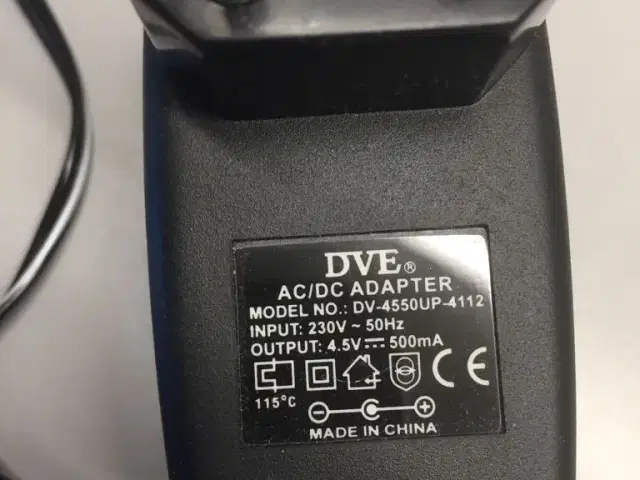 DVE®
AC/DC ADAPTER
MODEL NO.: DV-4550UP-4112
INPUT: 230V ~ 50Hz
OUTPUT: 4.5V⎓500mA
CE
115°C
MADE IN CHINA